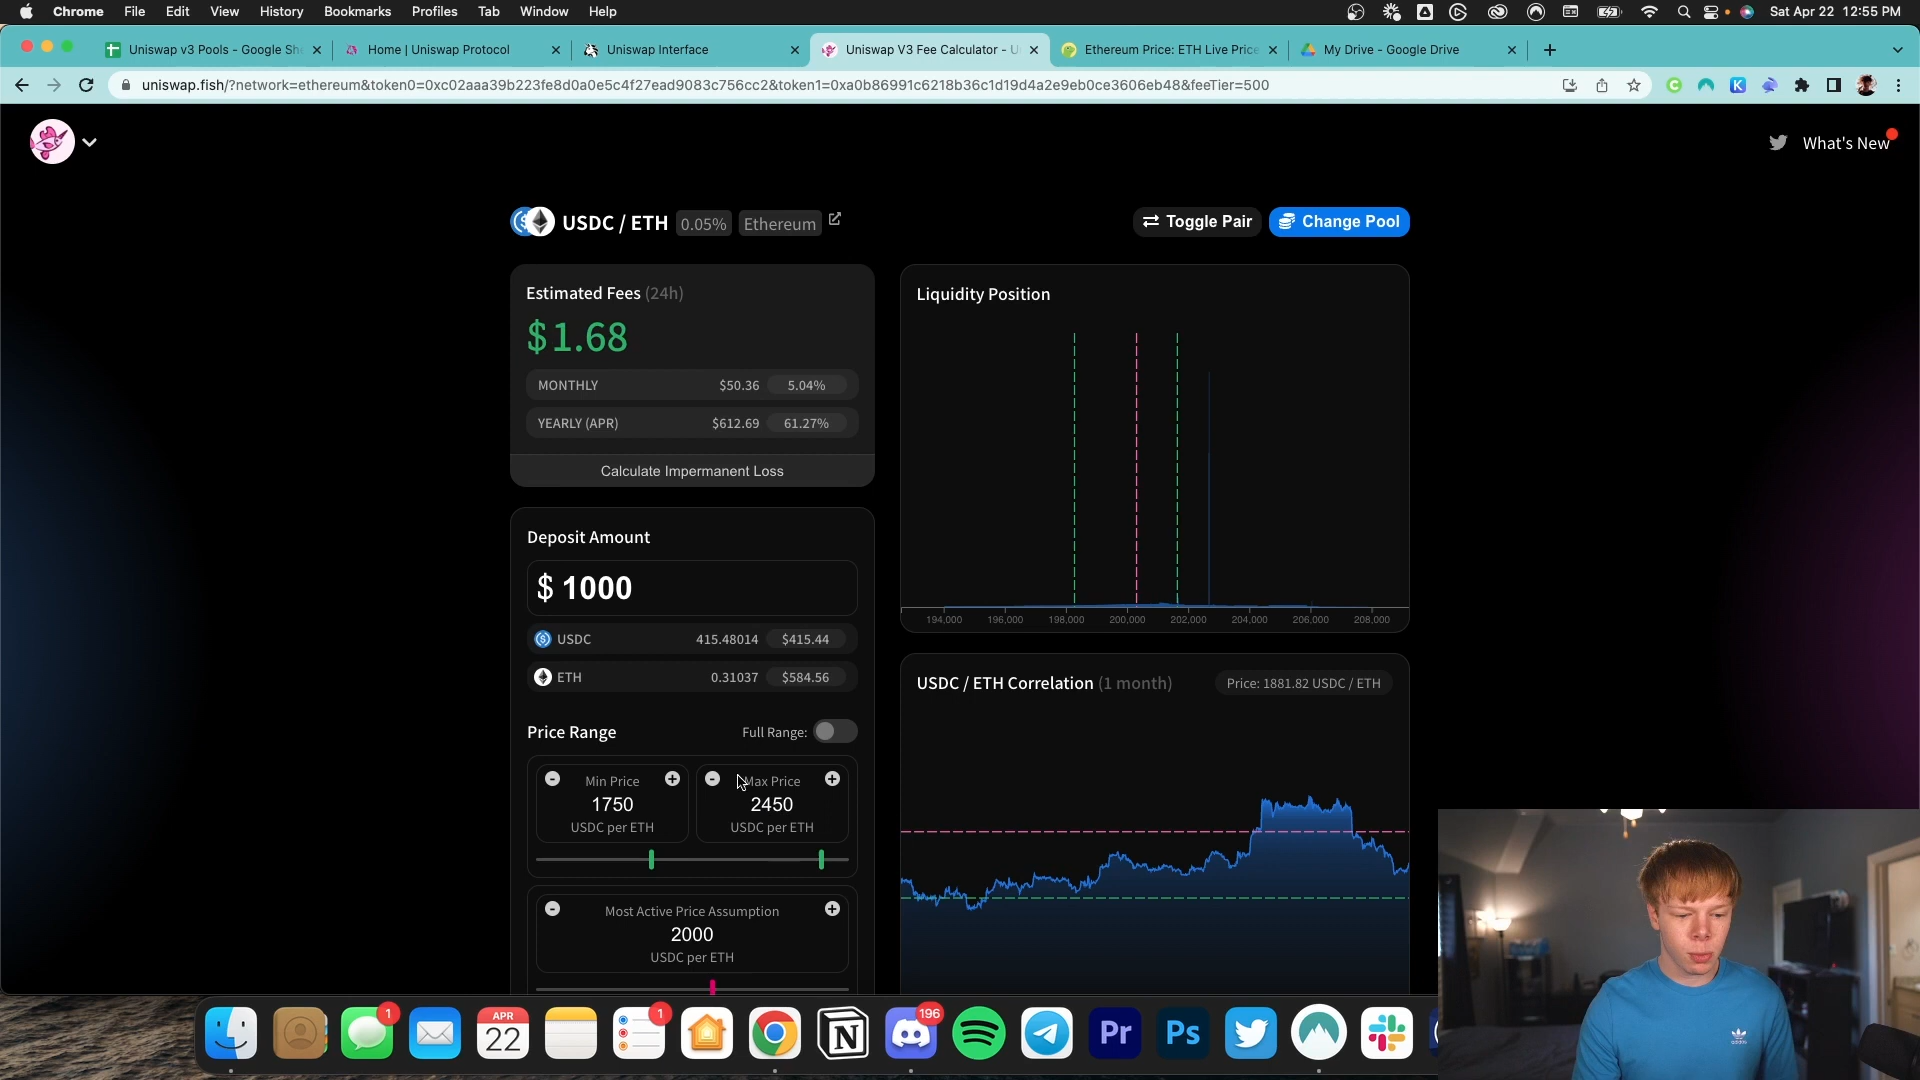 Chrome File Edit View History Bookmarks Profiles Tab Window Help Sat Apr 22 12:55 PM
Uniswap v3 Pools - Google She Home | Uniswap Protocol Uniswap Interface Uniswap V3 Fee Calculator - U Ethereum Price: ETH Live Price My Drive - Google Drive
uniswap.fish/?network=ethereum&token0=0xc02aaa39b223fe8d0a0e5c4f27ead9083c756cc2&token1=0xa0b86991c6218b36c1d19d4a2e9eb0ce3606eb48&feeTier=500
What's New
USDC / ETH 0.05% Ethereum Toggle Pair Change Pool
Estimated Fees (24h)
$1.68
MONTHLY $50.36 5.04%
YEARLY (APR) $612.69 61.27%
Calculate Impermanent Loss
Deposit Amount
$ 1000
USDC 415.48014 $415.44
ETH 0.31037 $584.56
Price Range Full Range:
- Min Price +
1750
USDC per ETH
- Max Price +
2450
USDC per ETH
- Most Active Price Assumption +
2000
USDC per ETH
Liquidity Position
194,000 196,000 198,000 200,000 202,000 204,000 206,000 208,000
USDC / ETH Correlation (1 month) Price: 1881.82 USDC / ETH
1 APR 22 1 N 196 Pr Ps
adidas